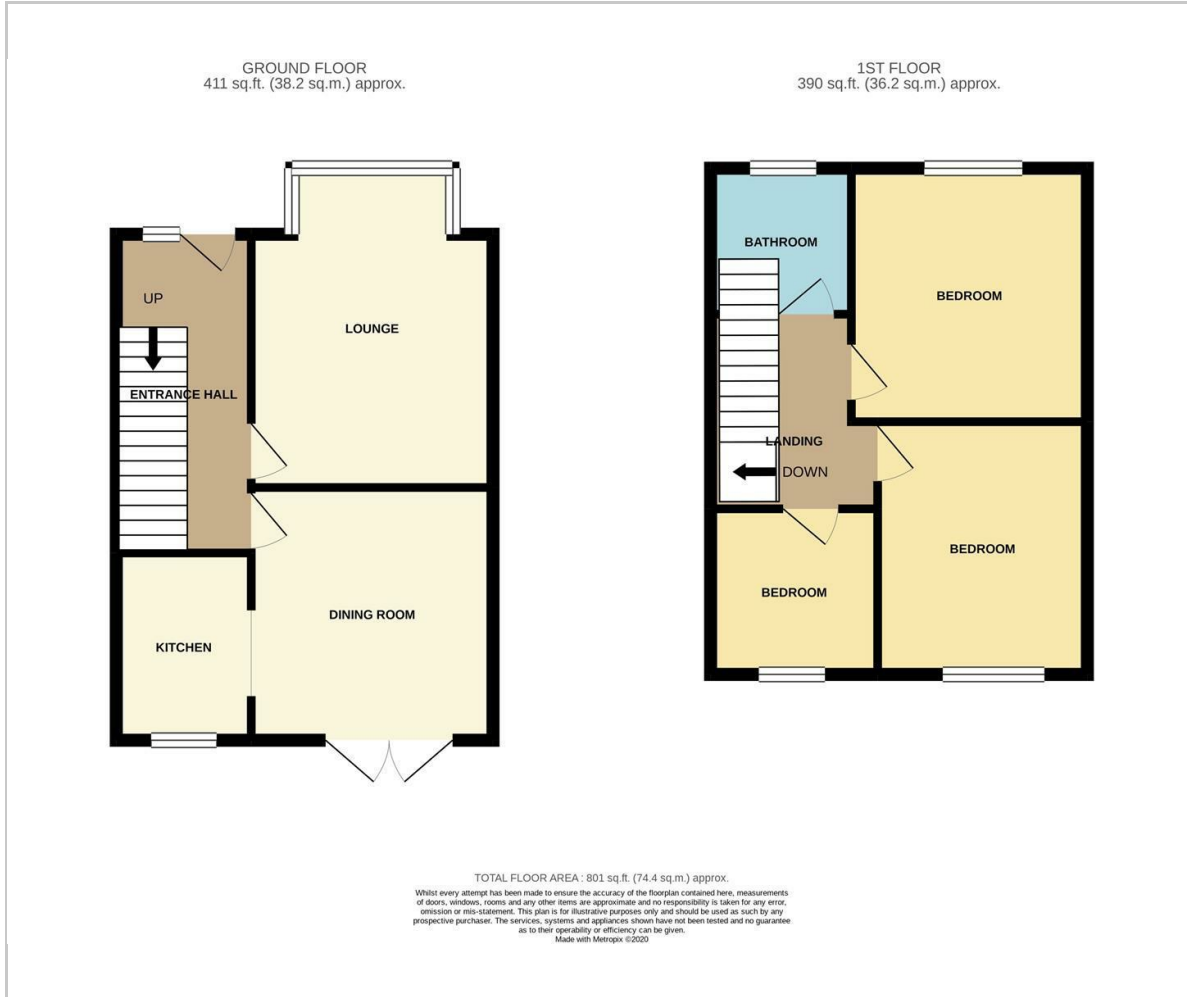 GROUND FLOOR
411 sq.ft. (38.2 sq.m.) approx.
1ST FLOOR
390 sq.ft. (36.2 sq.m.) approx.
UP
LOUNGE
ENTRANCE HALL
DINING ROOM
KITCHEN
BATHROOM
BEDROOM
LANDING
DOWN
BEDROOM
BEDROOM
TOTAL FLOOR AREA : 801 sq.ft. (74.4 sq.m.) approx.
Whilst every attempt has been made to ensure the accuracy of the floorplan contained here, measurements
of doors, windows, rooms and any other items are approximate and no responsibility is taken for any error,
omission or mis-statement. This plan is for illustrative purposes only and should be used as such by any
prospective purchaser. The services, systems and appliances shown have not been tested and no guarantee
as to their operability or efficiency can be given.
Made with Metropix ©2020